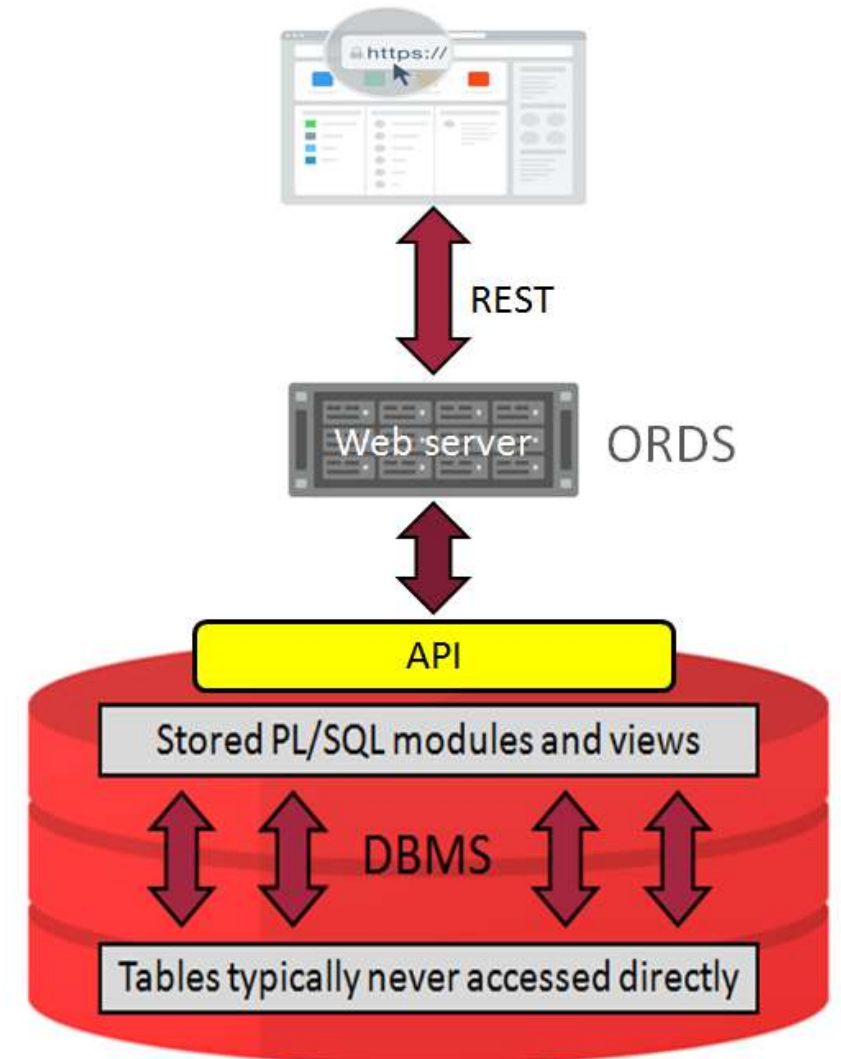 https://
REST
Web server
ORDS
API
Stored PL/SQL modules and views
DBMS
Tables typically never accessed directly